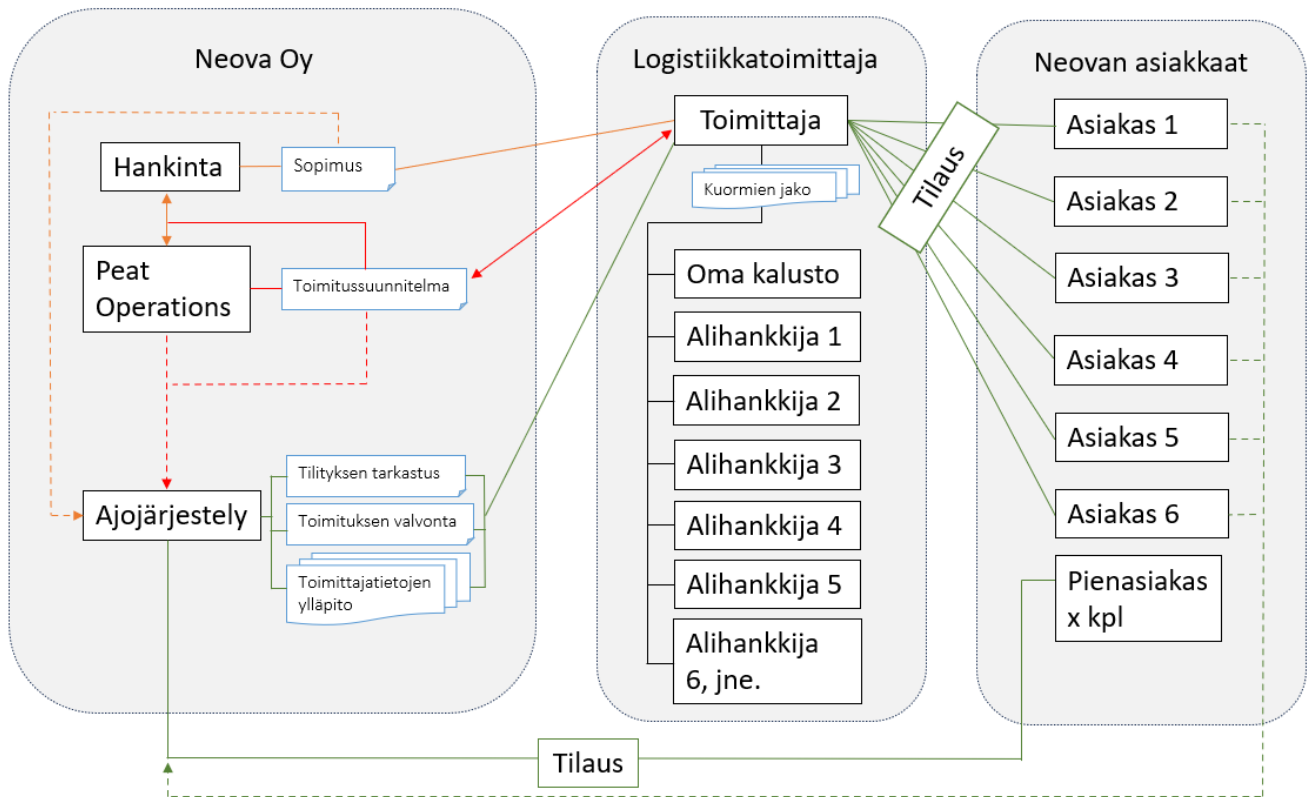 Neova Oy
Hankinta
Sopimus
Peat
Operations
Toimitussuunnitelma
Ajojärjestely
Tilityksen tarkastus
Toimituksen valvonta
Toimittajatietojen
ylläpito
Logistiikkatoimittaja
Toimittaja
Kuormien jako
Oma kalusto
Alihankkija 1
Alihankkija 2
Alihankkija 3
Alihankkija 4
Alihankkija 5
Alihankkija
6, jne.
Tilaus
Neovan asiakkaat
Asiakas 1
Asiakas 2
Asiakas 3
Asiakas 4
Asiakas 5
Asiakas 6
Pienasiakas
x kpl
Tilaus